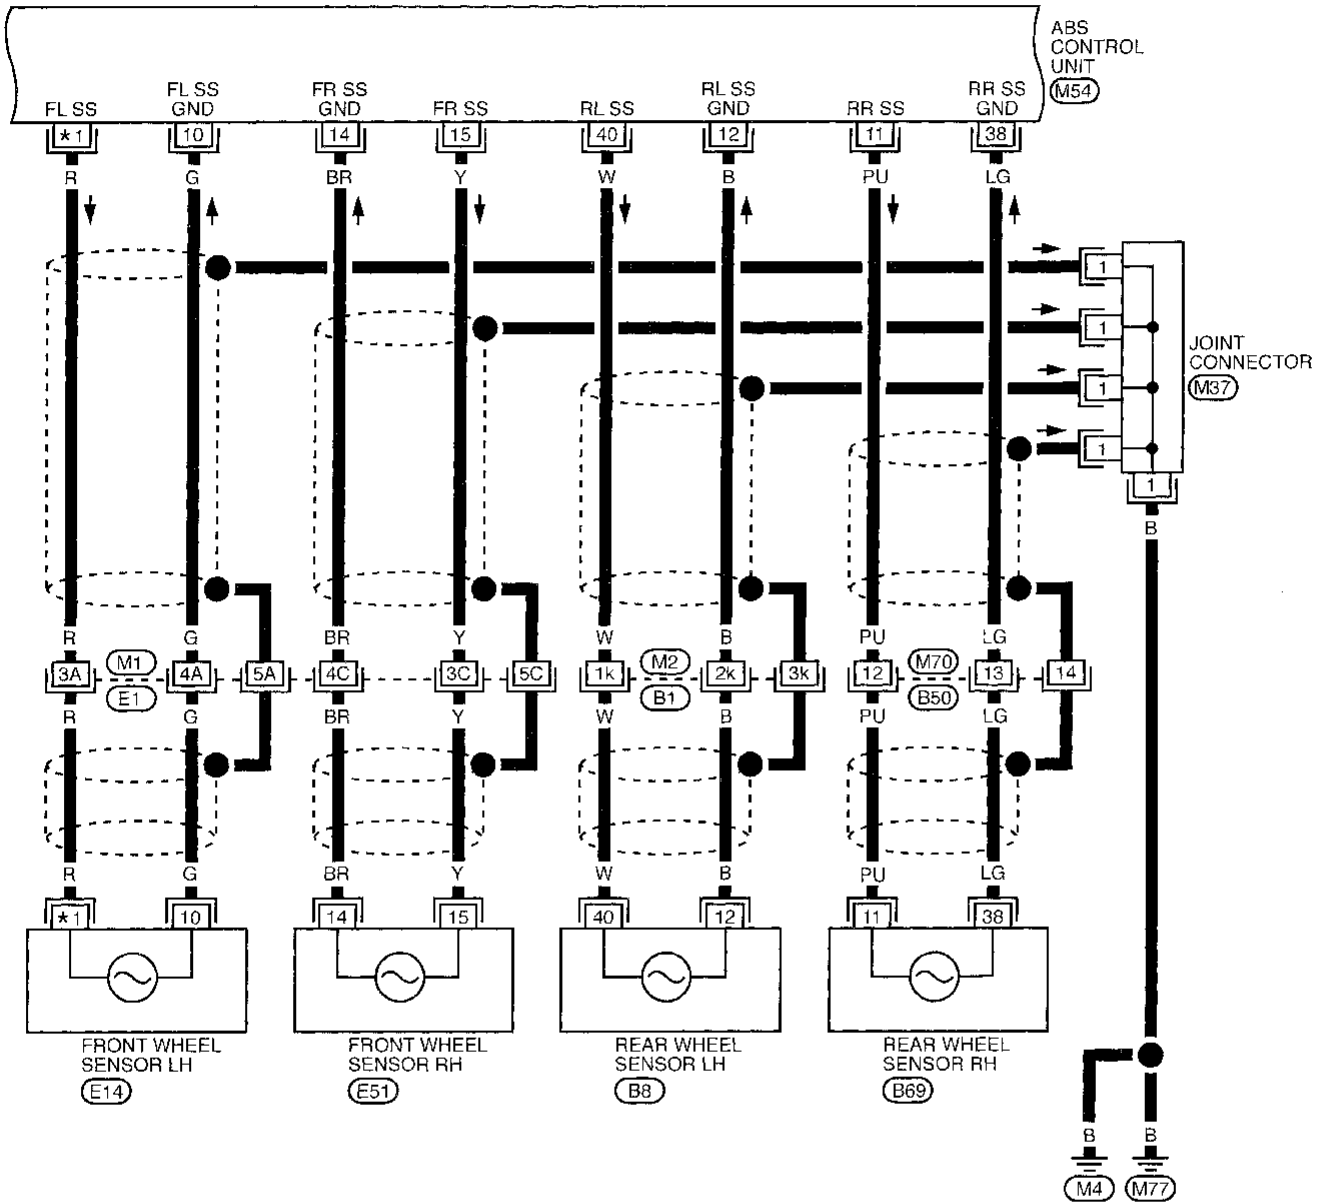 ABS
CONTROL
UNIT
M54
FL SS
FL SS
GND
FR SS
GND
FR SS
RL SS
RL SS
GND
RR SS
RR SS
GND
*1 10 14 15 40 12 11 38
R G BR Y W B PU LG
1
1
JOINT
CONNECTOR
M37
1
1
1
B
R G BR Y W B PU LG
3A M1 4A 5A 4C 3C 5C 1k M2 2k 3k 12 M70 13 14
E1 B1 B50
R G BR Y W B PU LG
R G BR Y W B PU LG
*1 10 14 15 40 12 11 38
FRONT WHEEL
SENSOR LH
E14
FRONT WHEEL
SENSOR RH
E51
REAR WHEEL
SENSOR LH
B8
REAR WHEEL
SENSOR RH
B69
B B
M4 M77